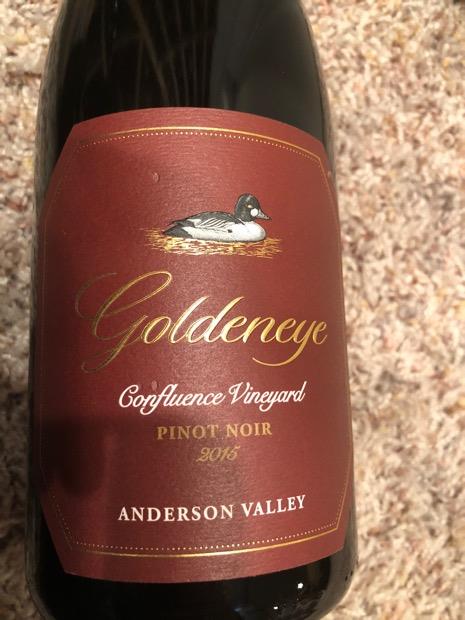 Goldeneye
Confluence Vineyard
PINOT NOIR
2015
ANDERSON VALLEY